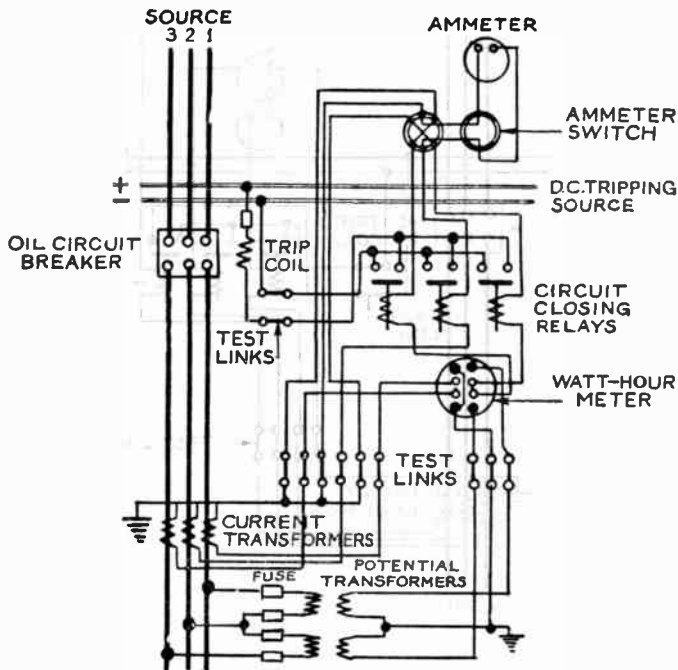 SOURCE
3 2 1
AMMETER
AMMETER
SWITCH
+
−
D.C. TRIPPING
SOURCE
OIL CIRCUIT
BREAKER
TRIP
COIL
CIRCUIT
CLOSING
RELAYS
TEST
LINKS
WATT-HOUR
METER
TEST
LINKS
CURRENT
TRANSFORMERS
FUSE
POTENTIAL
TRANSFORMERS